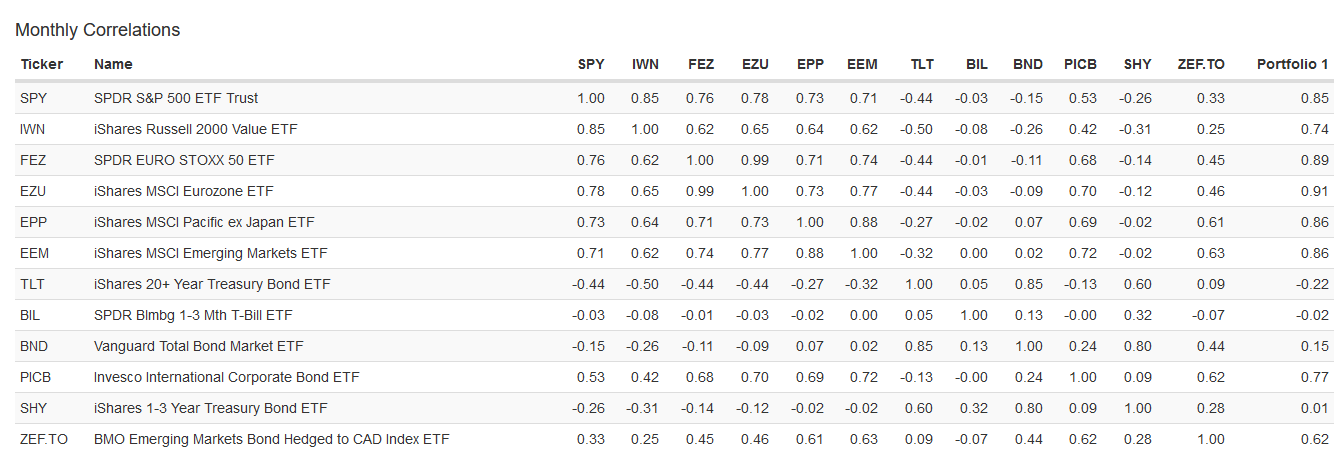 Monthly Correlations
Ticker Name SPY IWN FEZ EZU EPP EEM TLT BIL BND PICB SHY ZEF.TO Portfolio 1
SPY SPDR S&P 500 ETF Trust 1.00 0.85 0.76 0.78 0.73 0.71 -0.44 -0.03 -0.15 0.53 -0.26 0.33 0.85
IWN iShares Russell 2000 Value ETF 0.85 1.00 0.62 0.65 0.64 0.62 -0.50 -0.08 -0.26 0.42 -0.31 0.25 0.74
FEZ SPDR EURO STOXX 50 ETF 0.76 0.62 1.00 0.99 0.71 0.74 -0.44 -0.01 -0.11 0.68 -0.14 0.45 0.89
EZU iShares MSCI Eurozone ETF 0.78 0.65 0.99 1.00 0.73 0.77 -0.44 -0.03 -0.09 0.70 -0.12 0.46 0.91
EPP iShares MSCI Pacific ex Japan ETF 0.73 0.64 0.71 0.73 1.00 0.88 -0.27 -0.02 0.07 0.69 -0.02 0.61 0.86
EEM iShares MSCI Emerging Markets ETF 0.71 0.62 0.74 0.77 0.88 1.00 -0.32 0.00 0.02 0.72 -0.02 0.63 0.86
TLT iShares 20+ Year Treasury Bond ETF -0.44 -0.50 -0.44 -0.44 -0.27 -0.32 1.00 0.05 0.85 -0.13 0.60 0.09 -0.22
BIL SPDR Blmbg 1-3 Mth T-Bill ETF -0.03 -0.08 -0.01 -0.03 -0.02 0.00 0.05 1.00 0.13 -0.00 0.32 -0.07 -0.02
BND Vanguard Total Bond Market ETF -0.15 -0.26 -0.11 -0.09 0.07 0.02 0.85 0.13 1.00 0.24 0.80 0.44 0.15
PICB Invesco International Corporate Bond ETF 0.53 0.42 0.68 0.70 0.69 0.72 -0.13 -0.00 0.24 1.00 0.09 0.62 0.77
SHY iShares 1-3 Year Treasury Bond ETF -0.26 -0.31 -0.14 -0.12 -0.02 -0.02 0.60 0.32 0.80 0.09 1.00 0.28 0.01
ZEF.TO BMO Emerging Markets Bond Hedged to CAD Index ETF 0.33 0.25 0.45 0.46 0.61 0.63 0.09 -0.07 0.44 0.62 0.28 1.00 0.62